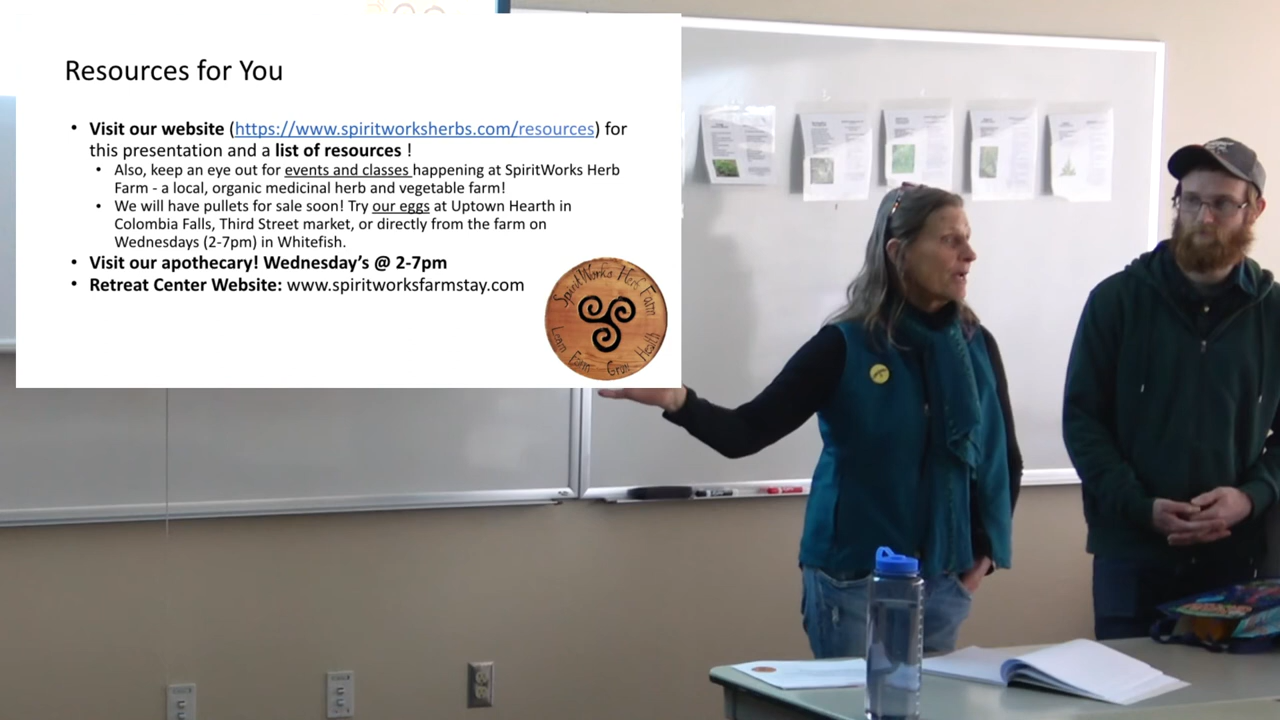 Resources for You
• Visit our website (https://www.spiritworksherbs.com/resources) for
this presentation and a list of resources !
• Also, keep an eye out for events and classes happening at SpiritWorks Herb
Farm - a local, organic medicinal herb and vegetable farm!
• We will have pullets for sale soon! Try our eggs at Uptown Hearth in
Colombia Falls, Third Street market, or directly from the farm on
Wednesdays (2-7pm) in Whitefish.
• Visit our apothecary! Wednesday’s @ 2-7pm
• Retreat Center Website: www.spiritworksfarmstay.com
SpiritWorks Herb Farm
Learn Farm Grow Health